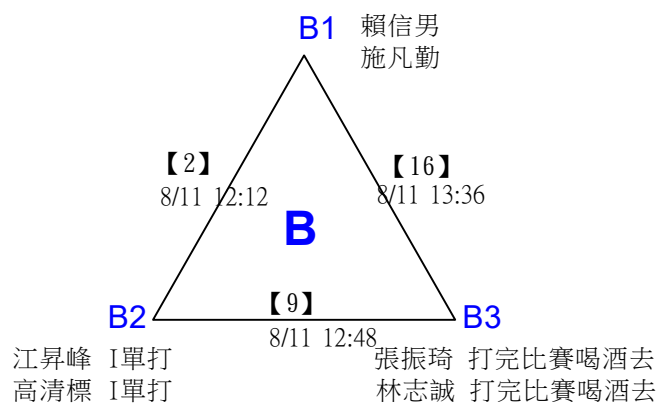 B1 賴信男
施凡勤
【2】
8/11 12:12
【16】
8/11 13:36
B
【9】
8/11 12:48
B2
B3
江昇峰 I單打
高清標 I單打
張振琦 打完比賽喝酒去
林志誠 打完比賽喝酒去